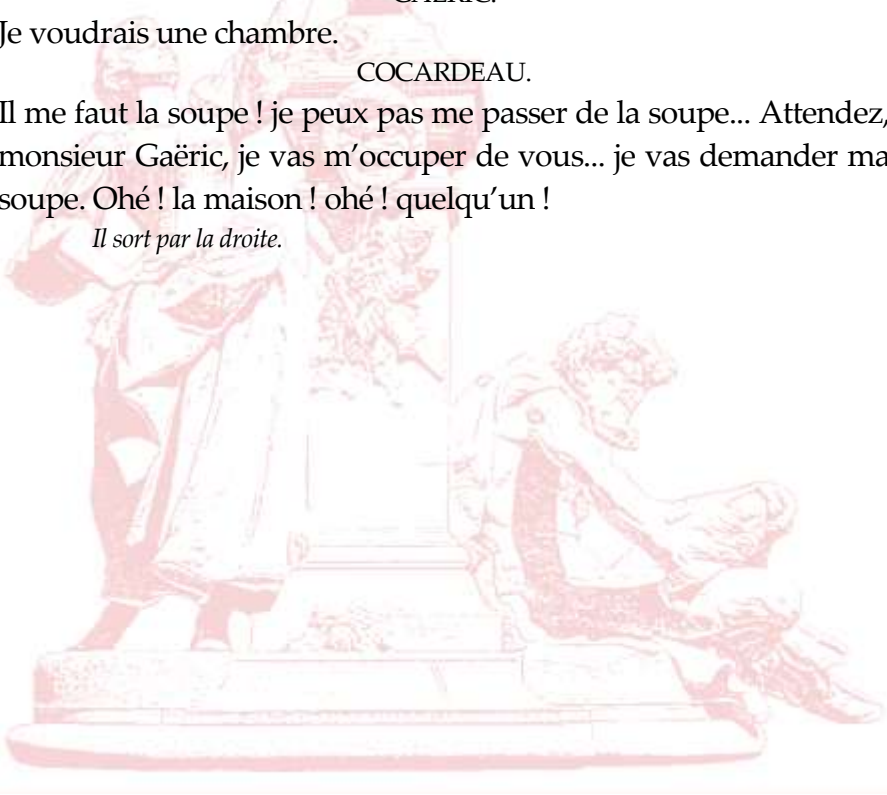 Je voudrais une chambre.
COCARDEAU.
Il me faut la soupe ! je peux pas me passer de la soupe... Attendez,
monsieur Gaëric, je vas m’occuper de vous... je vas demander ma
soupe. Ohé ! la maison ! ohé ! quelqu’un !
Il sort par la droite.